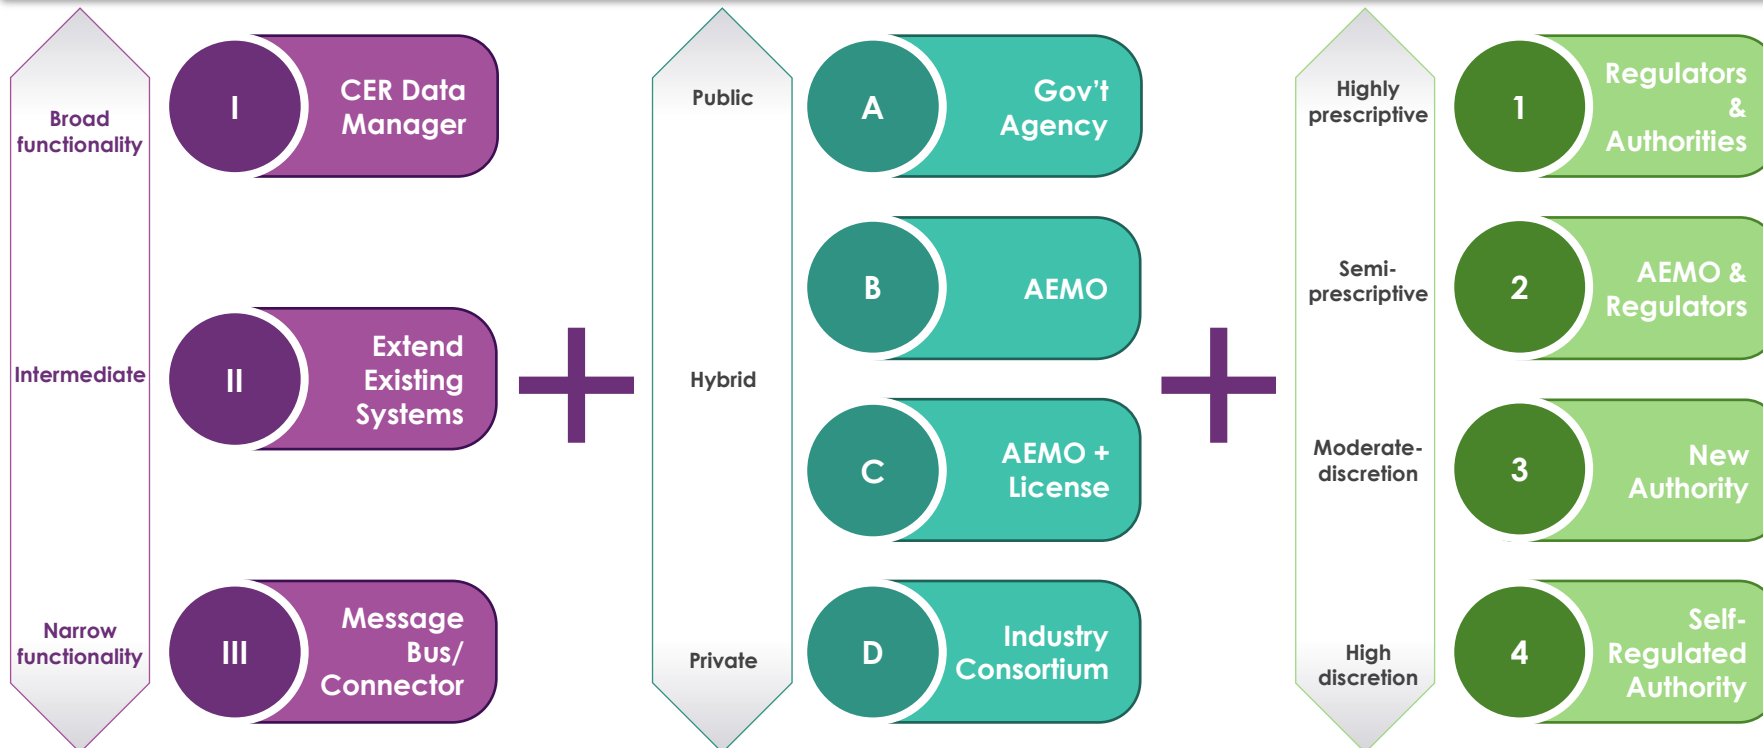 Broad
functionality
Intermediate
Narrow
functionality
I
CER Data
Manager
II
Extend
Existing
Systems
III
Message
Bus/
Connector
Public
Hybrid
Private
A
Gov't
Agency
B
AEMO
C
AEMO +
License
D
Industry
Consortium
Highly
prescriptive
Semi-
prescriptive
Moderate-
discretion
High
discretion
1
Regulators
&
Authorities
2
AEMO &
Regulators
3
New
Authority
4
Self-
Regulated
Authority